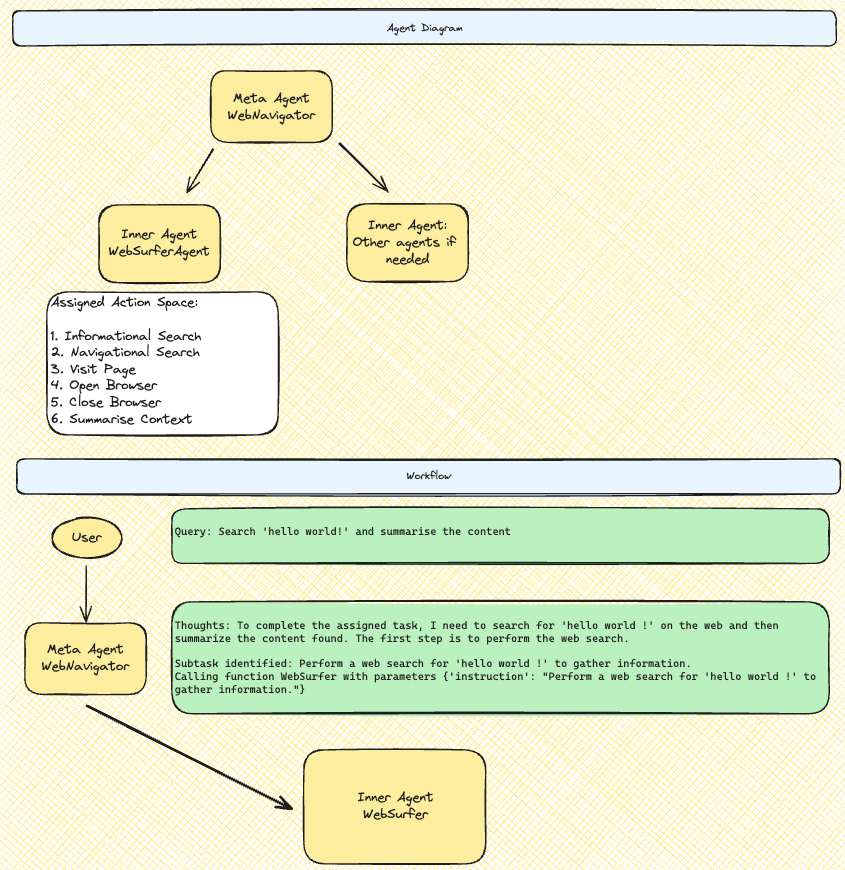 Agent Diagram
Meta Agent
WebNavigator
Inner Agent
WebSurferAgent
Inner Agent:
Other agents if
needed
Assigned Action Space:
1. Informational Search
2. Navigational Search
3. Visit Page
4. Open Browser
5. Close Browser
6. Summarise Context
Workflow
User
Query: Search 'hello world!' and summarise the content
Meta Agent
WebNavigator
Thoughts: To complete the assigned task, I need to search for 'hello world !' on the web and then
summarize the content found. The first step is to perform the web search.
Subtask identified: Perform a web search for 'hello world !' to gather information.
Calling function WebSurfer with parameters {'instruction': "Perform a web search for 'hello world !' to
gather information."}
Inner Agent
WebSurfer